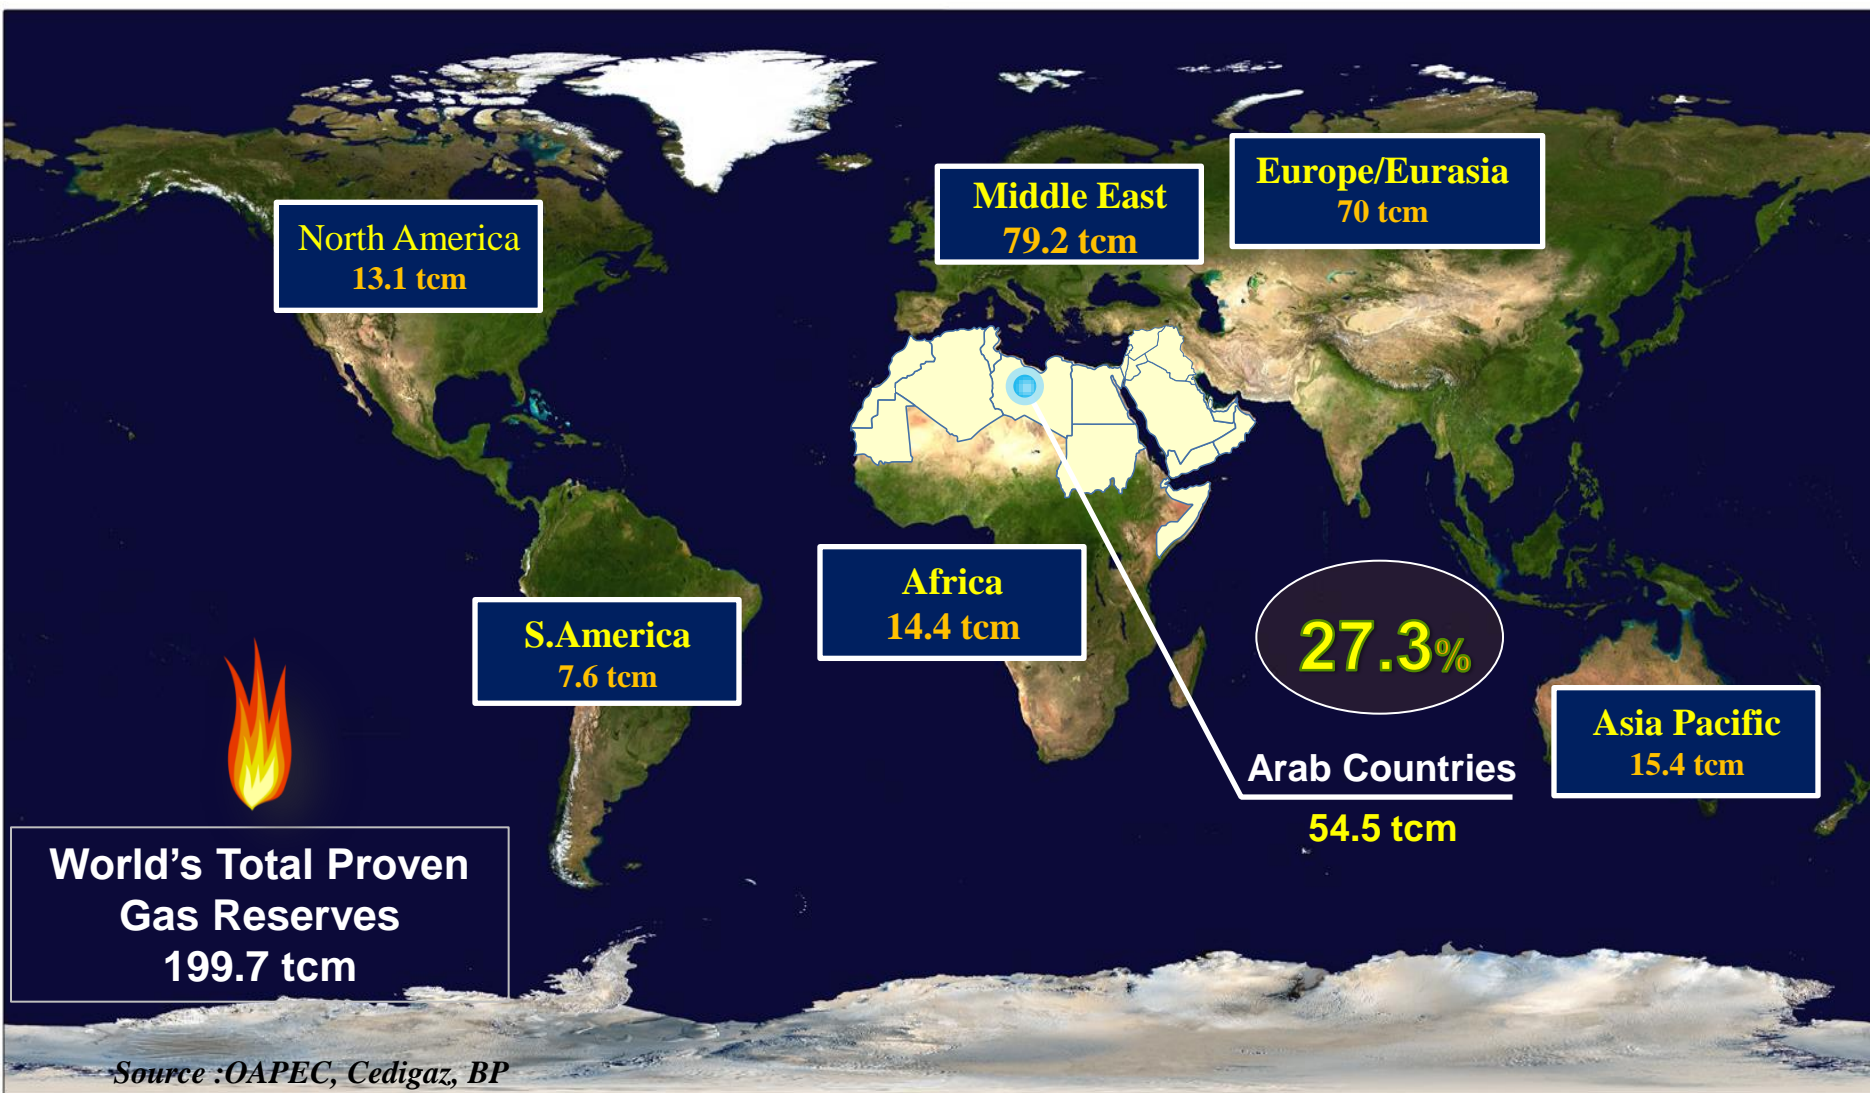 Europe/Eurasia
70 tcm
Middle East
79.2 tcm
North America
13.1 tcm
Africa
14.4 tcm
27.3%
S.America
7.6 tcm
Asia Pacific
15.4 tcm
Arab Countries
54.5 tcm
World’s Total Proven
Gas Reserves
199.7 tcm
Source :OAPEC, Cedigaz, BP